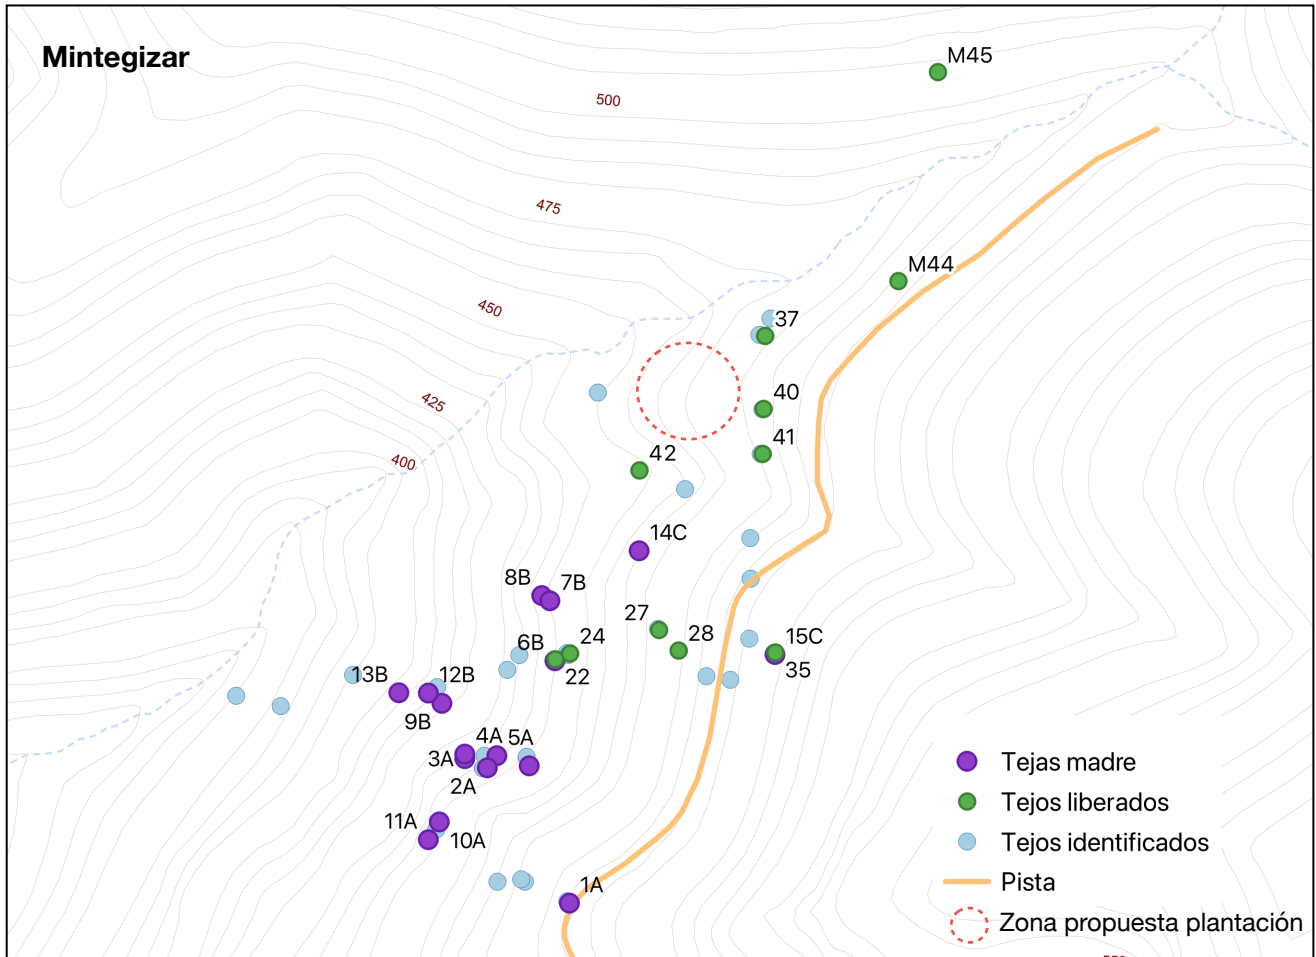 Mintegizar
M45
500
475
M44
450
37
425
40
41
42
400
14C
8B
7B
27
28
6B
24
22
15C
35
13B
12B
9B
4A
5A
3A
2A
11A
10A
1A
Tejas madre
Tejos liberados
Tejos identificados
Pista
Zona propuesta plantación